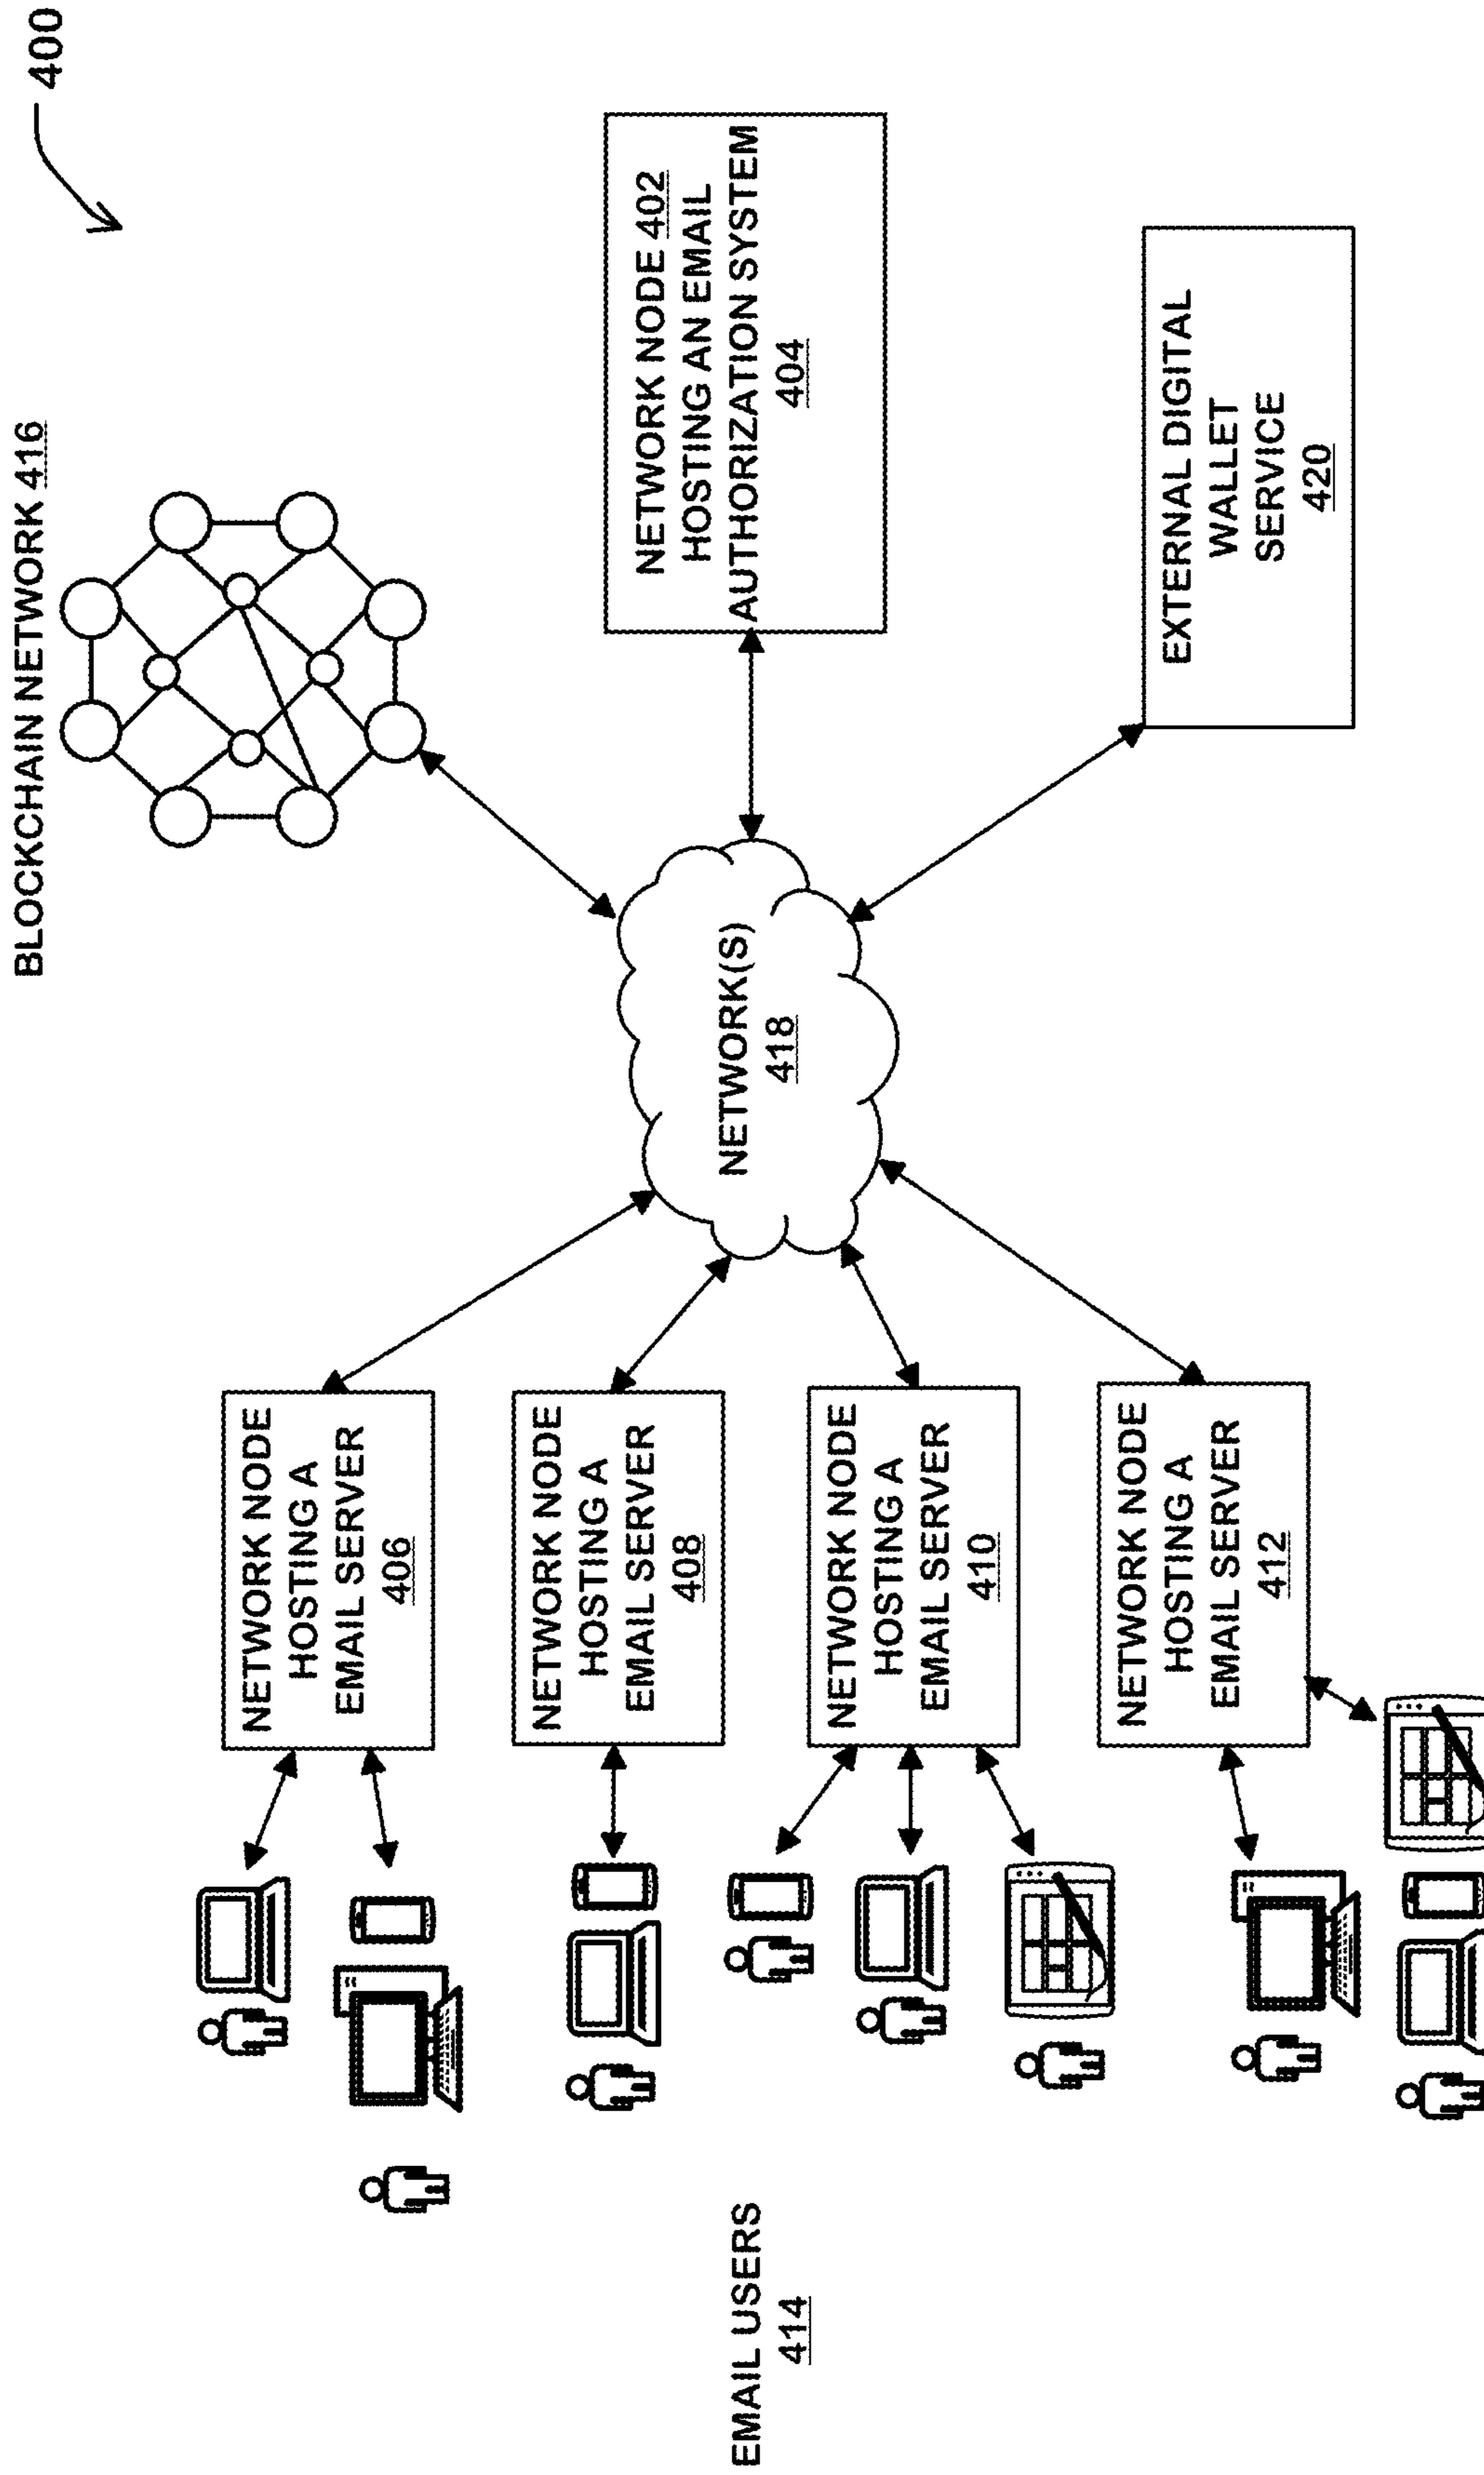 400
BLOCKCHAIN NETWORK 416
NETWORK NODE 402
HOSTING AN EMAIL
AUTHORIZATION SYSTEM
404
EXTERNAL DIGITAL
WALLET
SERVICE
420
NETWORK(S)
418
NETWORK NODE
HOSTING A
EMAIL SERVER
406
NETWORK NODE
HOSTING A
EMAIL SERVER
408
NETWORK NODE
HOSTING A
EMAIL SERVER
410
NETWORK NODE
HOSTING A
EMAIL SERVER
412
EMAIL USERS
414